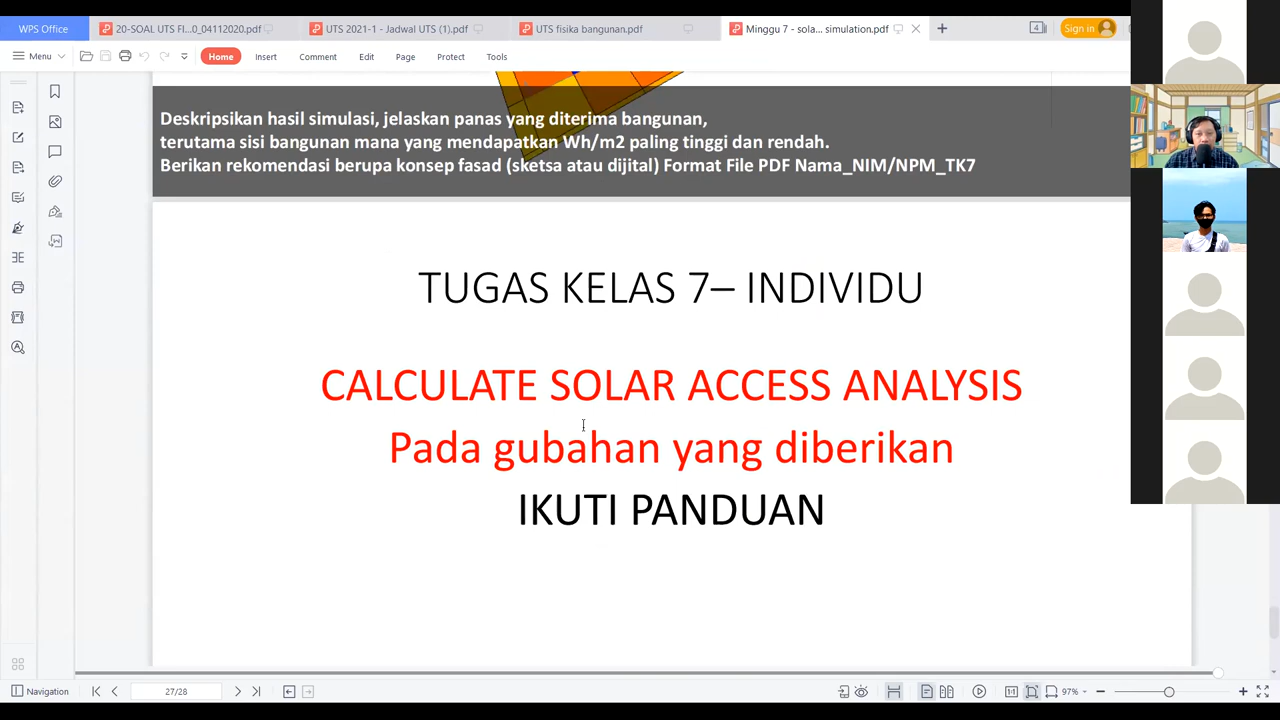 WPS Office
20-SOAL UTS FI...0_04112020.pdf
UTS 2021-1 - Jadwal UTS (1).pdf
UTS fisika bangunan.pdf
Minggu 7 - sola... simulation.pdf
4
Sign in
Menu
Home
Insert
Comment
Edit
Page
Protect
Tools
Deskripsikan hasil simulasi, jelaskan panas yang diterima bangunan,
terutama sisi bangunan mana yang mendapatkan Wh/m2 paling tinggi dan rendah.
Berikan rekomendasi berupa konsep fasad (sketsa atau dijital) Format File PDF Nama_NIM/NPM_TK7
TUGAS KELAS 7– INDIVIDU
CALCULATE SOLAR ACCESS ANALYSIS
Pada gubahan yang diberikan
IKUTI PANDUAN
Navigation
27/28
97%